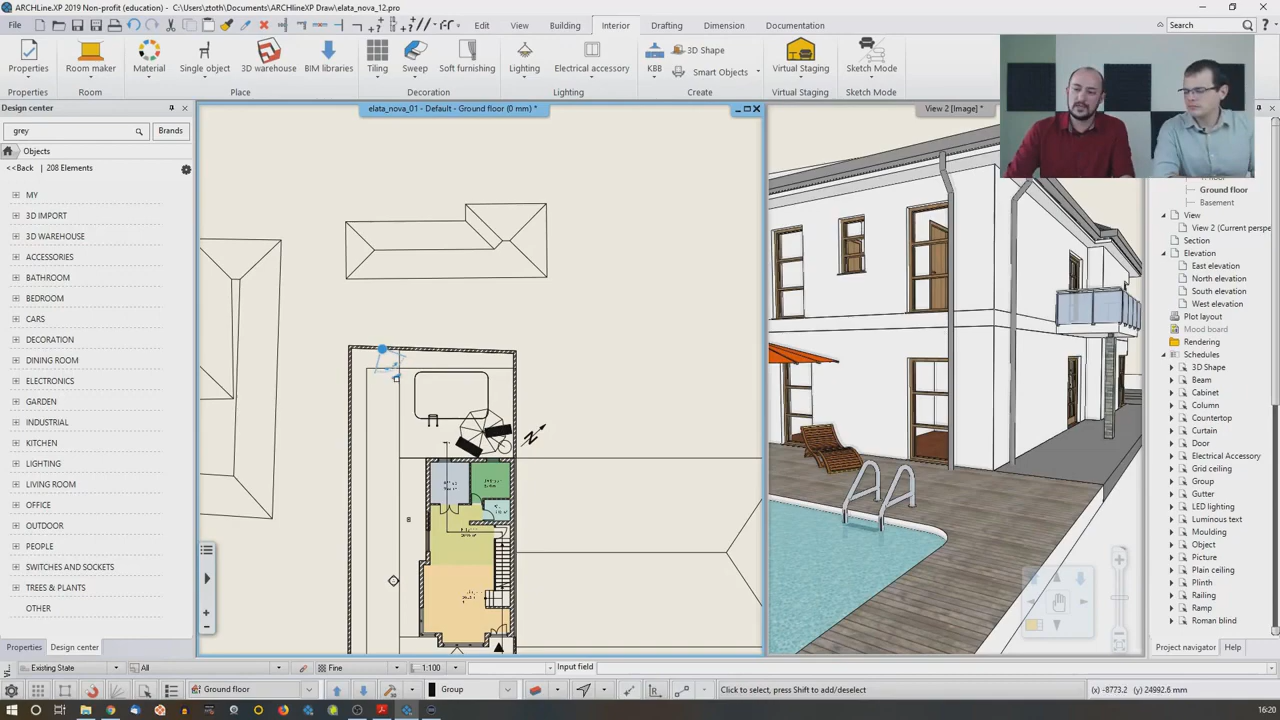 ARCHLine.XP 2019 Non-profit (education) - C:\Users\ztoth\Documents\ARCHlineXP Draw\elata_nova_12.pro
File
Edit
View
Building
Interior
Drafting
Dimension
Documentation
Search
Properties
Room maker
Material
Single object
3D warehouse
BIM libraries
Tiling
Sweep
Soft furnishing
Lighting
Electrical accessory
KBB
3D Shape
Smart Objects
Virtual Staging
Sketch Mode
Properties
Room
Place
Decoration
Lighting
Create
Virtual Staging
Sketch Mode
Design center
grey
Brands
Objects
<<Back
208 Elements
MY
3D IMPORT
3D WAREHOUSE
ACCESSORIES
BATHROOM
BEDROOM
CARS
DECORATION
DINING ROOM
ELECTRONICS
GARDEN
INDUSTRIAL
KITCHEN
LIGHTING
LIVING ROOM
OFFICE
OUTDOOR
PEOPLE
SWITCHES AND SOCKETS
TREES & PLANTS
OTHER
Properties
Design center
elata_nova_01 - Default - Ground floor (0 mm) *
N
View 2 [Image] *
Ground floor
Basement
View
View 2 (Current perspe
Section
Elevation
East elevation
North elevation
South elevation
West elevation
Plot layout
Mood board
Rendering
Schedules
3D Shape
Beam
Cabinet
Column
Countertop
Curtain
Door
Electrical Accessory
Grid ceiling
Group
Gutter
LED lighting
Luminous text
Moulding
Object
Picture
Plain ceiling
Plinth
Railing
Ramp
Roman blind
Project navigator
Help
Existing State
All
Fine
1:100
Input field
Ground floor
Group
Click to select, press Shift to add/deselect
(x) -8773.2 (y) 24992.6 mm
16:20